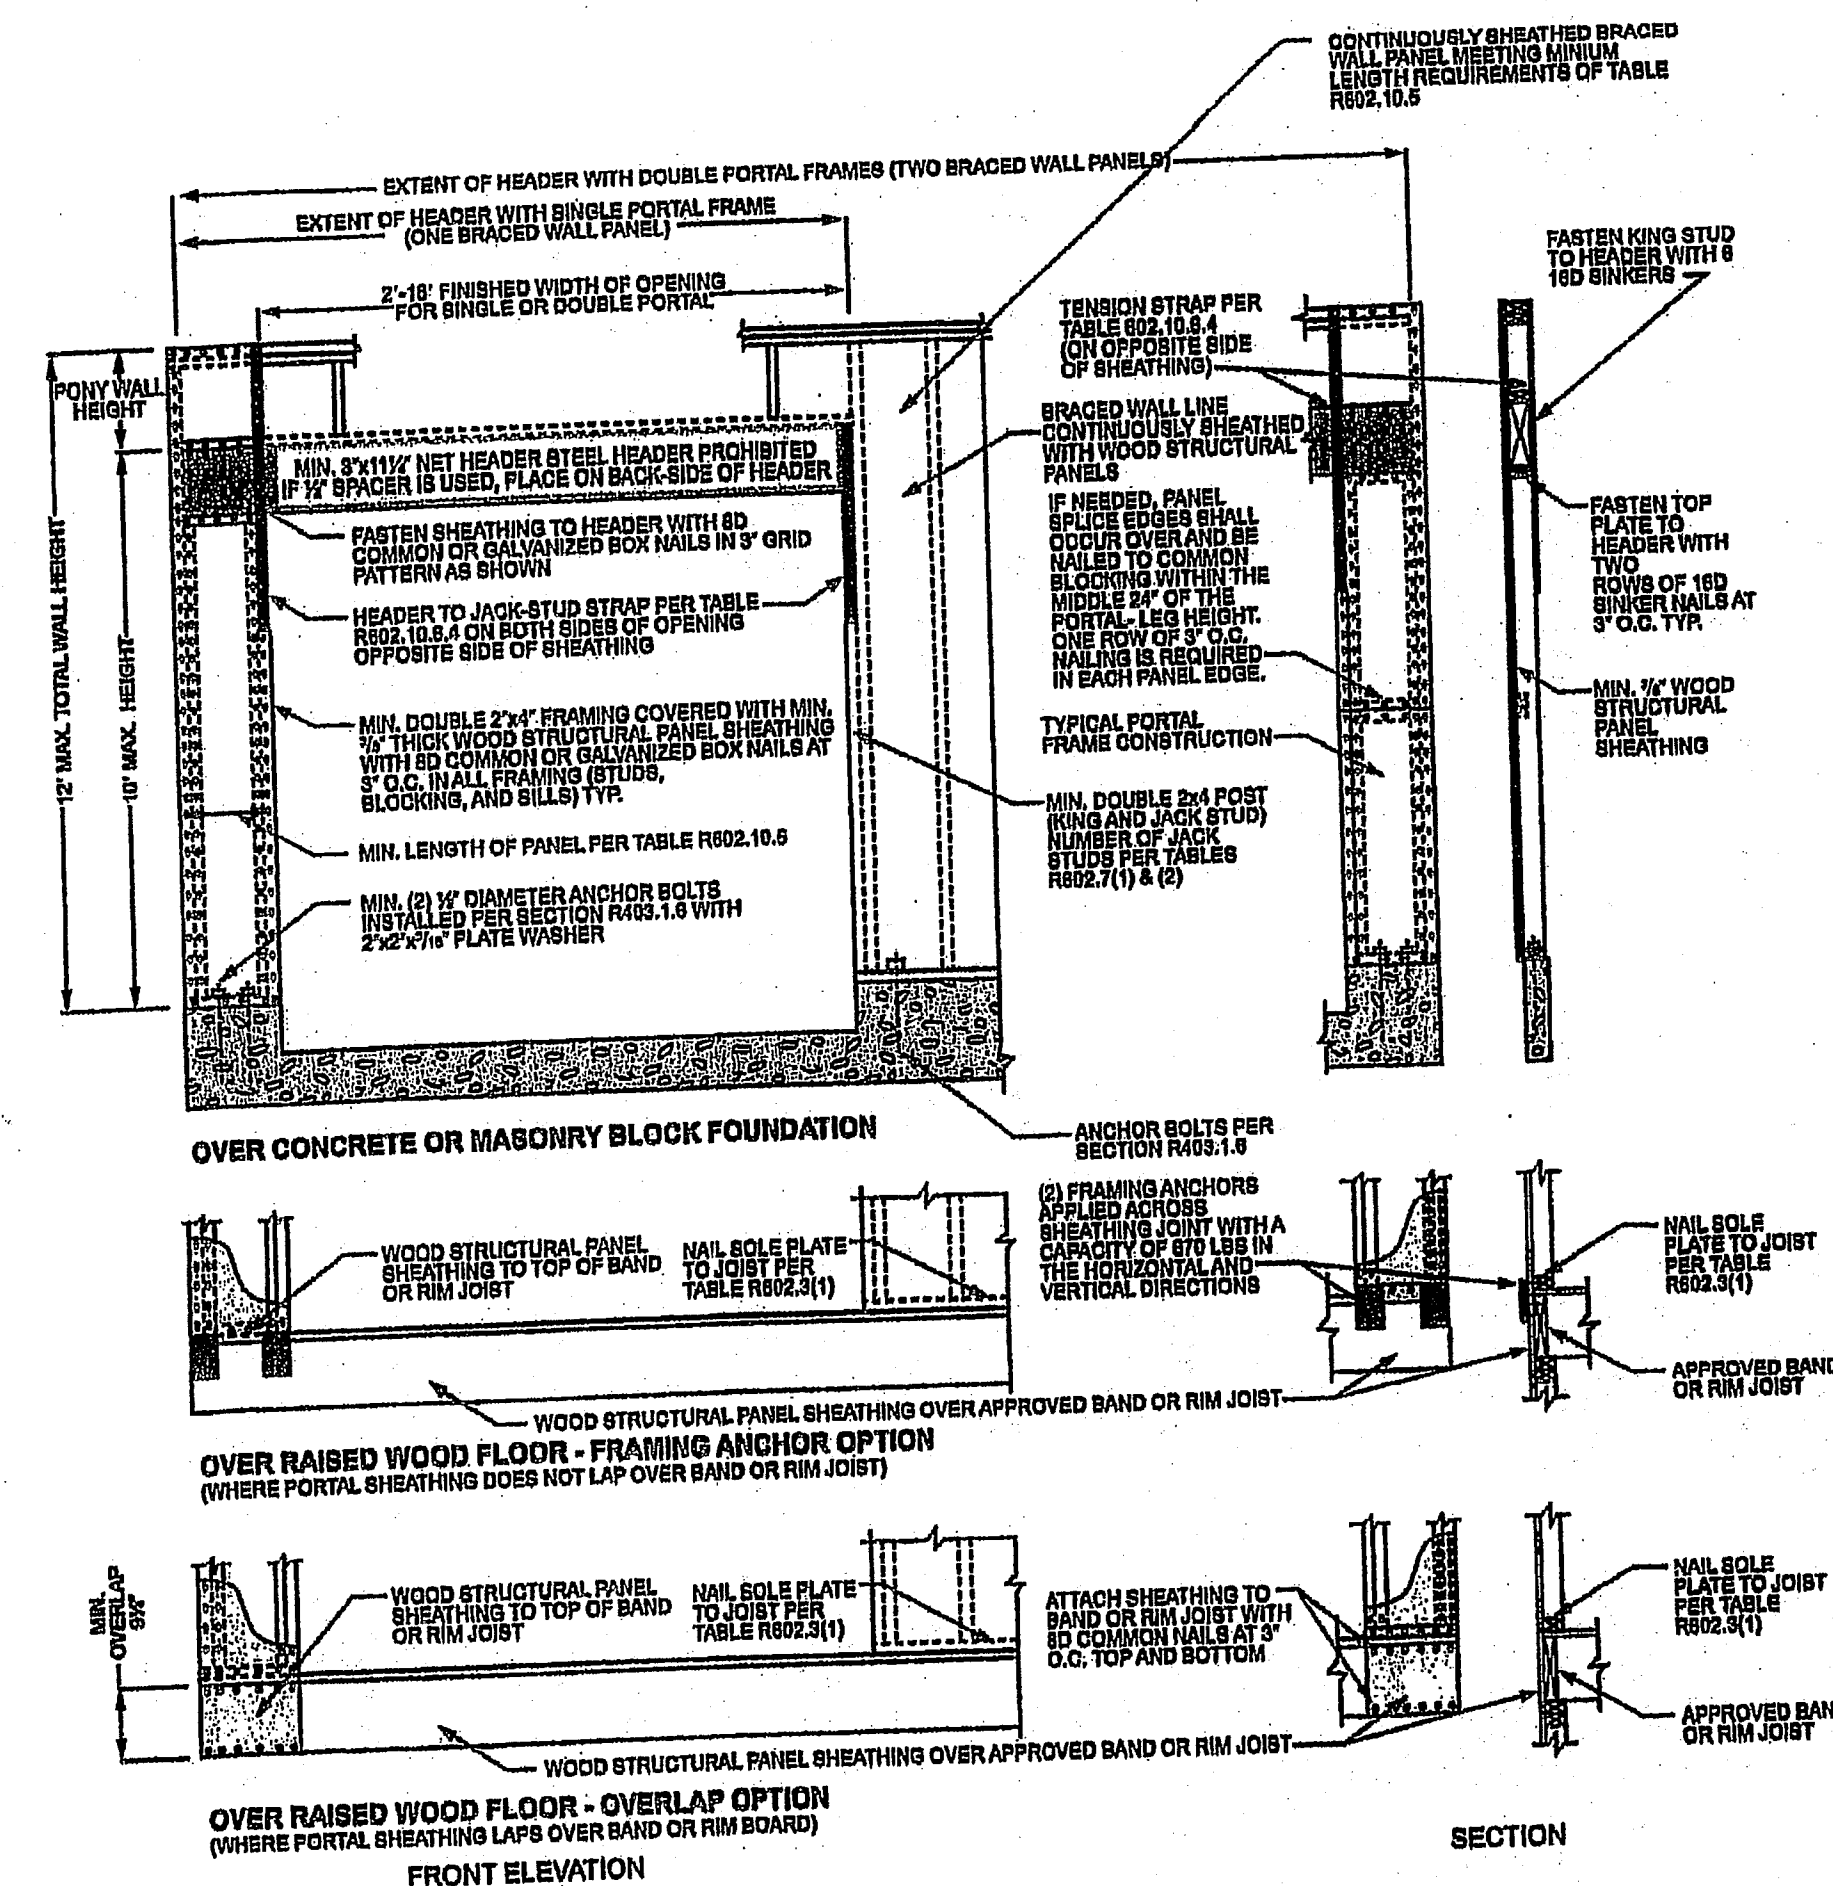 CONTINUOUSLY SHEATHED BRACED
WALL PANEL MEETING MINIUM
LENGTH REQUIREMENTS OF TABLE
R602.10.5
EXTENT OF HEADER WITH DOUBLE PORTAL FRAMES (TWO BRACED WALL PANELS)
EXTENT OF HEADER WITH SINGLE PORTAL FRAME
(ONE BRACED WALL PANEL)
2'-18' FINISHED WIDTH OF OPENING
FOR SINGLE OR DOUBLE PORTAL
FASTEN KING STUD
TO HEADER WITH 6
16D SINKERS
TENSION STRAP PER
TABLE 602.10.6.4
(ON OPPOSITE SIDE
OF SHEATHING)
PONY WALL
HEIGHT
12' MAX. TOTAL WALL HEIGHT
10' MAX. HEIGHT
MIN. 3"x11¼" NET HEADER STEEL HEADER PROHIBITED
IF ½" SPACER IS USED, PLACE ON BACK-SIDE OF HEADER
BRACED WALL LINE
CONTINUOUSLY SHEATHED
WITH WOOD STRUCTURAL
PANELS
FASTEN SHEATHING TO HEADER WITH 8D
COMMON OR GALVANIZED BOX NAILS IN 3" GRID
PATTERN AS SHOWN
HEADER TO JACK-STUD STRAP PER TABLE
R602.10.6.4 ON BOTH SIDES OF OPENING
OPPOSITE SIDE OF SHEATHING
IF NEEDED, PANEL
SPLICE EDGES SHALL
OCCUR OVER AND BE
NAILED TO COMMON
BLOCKING WITHIN THE
MIDDLE 24" OF THE
PORTAL-LEG HEIGHT.
ONE ROW OF 3" O.C.
NAILING IS REQUIRED
IN EACH PANEL EDGE.
FASTEN TOP
PLATE TO
HEADER WITH
TWO
ROWS OF 16D
SINKER NAILS AT
3" O.C. TYP.
MIN. DOUBLE 2"x4" FRAMING COVERED WITH MIN.
⅜" THICK WOOD STRUCTURAL PANEL SHEATHING
WITH 8D COMMON OR GALVANIZED BOX NAILS AT
3" O.C. IN ALL FRAMING (STUDS,
BLOCKING, AND SILLS) TYP.
TYPICAL PORTAL
FRAME CONSTRUCTION
MIN. ⅜" WOOD
STRUCTURAL
PANEL
SHEATHING
MIN. LENGTH OF PANEL PER TABLE R602.10.5
MIN. DOUBLE 2x4 POST
(KING AND JACK STUD)
NUMBER OF JACK
STUDS PER TABLES
R602.7(1) & (2)
MIN. (2) ½" DIAMETER ANCHOR BOLTS
INSTALLED PER SECTION R403.1.6 WITH
2"x2"x³/₁₆" PLATE WASHER
OVER CONCRETE OR MASONRY BLOCK FOUNDATION
ANCHOR BOLTS PER
SECTION R403.1.6
WOOD STRUCTURAL PANEL
SHEATHING TO TOP OF BAND
OR RIM JOIST
NAIL SOLE PLATE
TO JOIST PER
TABLE R602.3(1)
(2) FRAMING ANCHORS
APPLIED ACROSS
SHEATHING JOINT WITH A
CAPACITY OF 670 LBS IN
THE HORIZONTAL AND
VERTICAL DIRECTIONS
NAIL SOLE
PLATE TO JOIST
PER TABLE
R602.3(1)
APPROVED BAND
OR RIM JOIST
WOOD STRUCTURAL PANEL SHEATHING OVER APPROVED BAND OR RIM JOIST
OVER RAISED WOOD FLOOR - FRAMING ANCHOR OPTION
(WHERE PORTAL SHEATHING DOES NOT LAP OVER BAND OR RIM JOIST)
MIN.
OVERLAP
9¼"
WOOD STRUCTURAL PANEL
SHEATHING TO TOP OF BAND
OR RIM JOIST
NAIL SOLE PLATE
TO JOIST PER
TABLE R602.3(1)
ATTACH SHEATHING TO
BAND OR RIM JOIST WITH
8D COMMON NAILS AT 3"
O.C. TOP AND BOTTOM
NAIL SOLE
PLATE TO JOIST
PER TABLE
R602.3(1)
APPROVED BAN
OR RIM JOIST
WOOD STRUCTURAL PANEL SHEATHING OVER APPROVED BAND OR RIM JOIST
OVER RAISED WOOD FLOOR - OVERLAP OPTION
(WHERE PORTAL SHEATHING LAPS OVER BAND OR RIM BOARD)
FRONT ELEVATION
SECTION